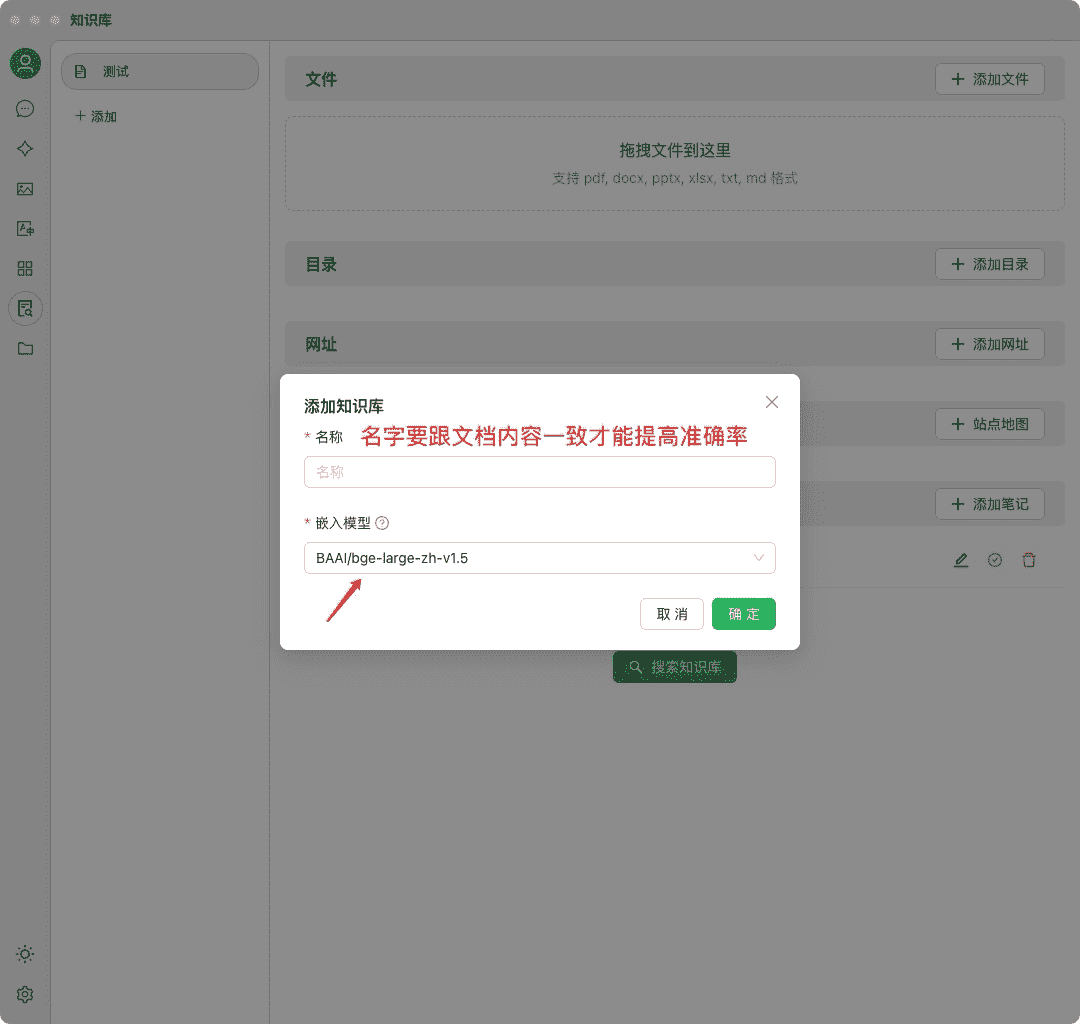 知识库
测试
+ 添加
文件
+ 添加文件
拖拽文件到这里
支持 pdf, docx, pptx, xlsx, txt, md 格式
目录
+ 添加目录
网址
+ 添加网址
+ 站点地图
+ 添加笔记
添加知识库
* 名称 名字要跟文档内容一致才能提高准确率
名称
* 嵌入模型
BAAI/bge-large-zh-v1.5
取 消
确 定
搜索知识库